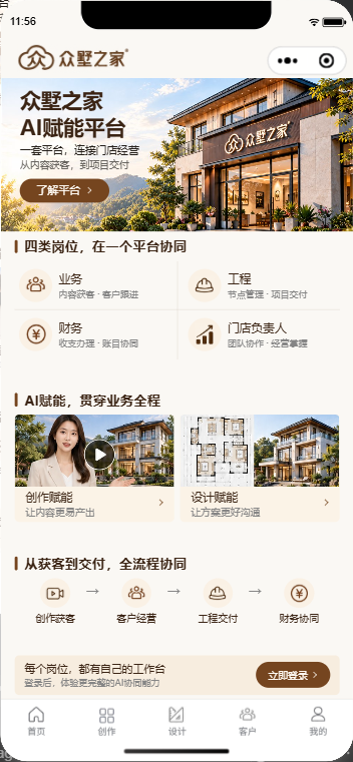 11:56
众墅之家®
众墅之家
AI赋能平台
一套平台，连接门店经营
从内容获客，到项目交付
了解平台
众墅之家
四类岗位，在一个平台协同
业务
内容获客 · 客户跟进
工程
节点管理 · 项目交付
财务
收支办理 · 账目协同
门店负责人
团队协作 · 经营掌握
AI赋能，贯穿业务全程
创作赋能
让内容更易产出
设计赋能
让方案更好沟通
从获客到交付，全流程协同
创作获客
客户经营
工程交付
财务协同
每个岗位，都有自己的工作台
登录后，体验更完整的AI协同能力
立即登录
首页
创作
设计
客户
我的